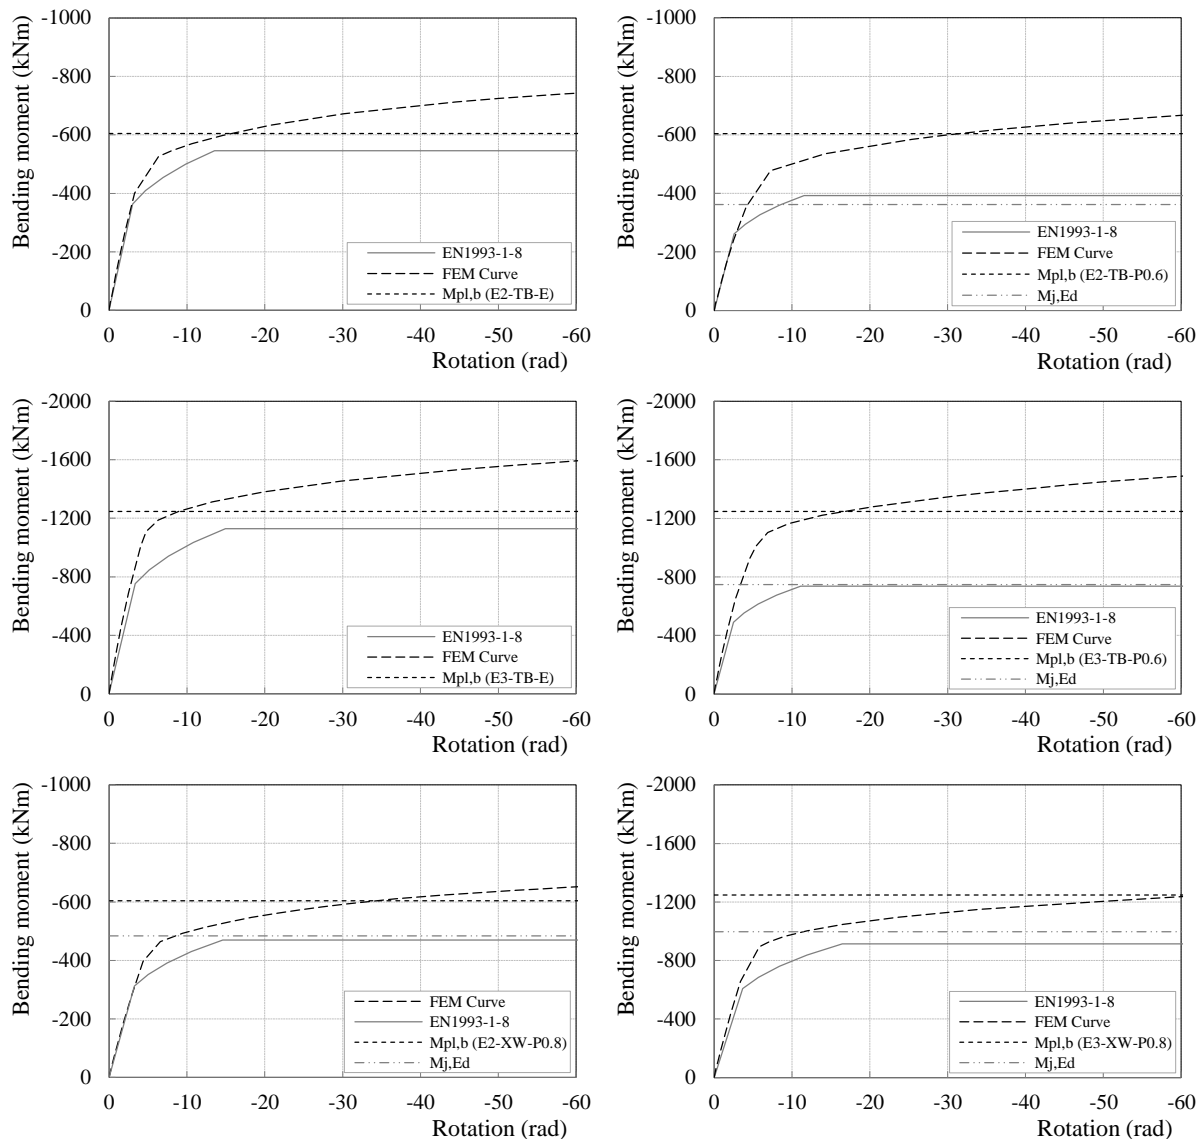 Bending moment (kNm)
-1000
-800
-600
-400
-200
0
0 -10 -20 -30 -40 -50 -60
Rotation (rad)
EN1993-1-8
FEM Curve
Mpl,b (E2-TB-E)
Bending moment (kNm)
-1000
-800
-600
-400
-200
0
0 -10 -20 -30 -40 -50 -60
Rotation (rad)
EN1993-1-8
FEM Curve
Mpl,b (E2-TB-P0.6)
Mj,Ed
Bending moment (kNm)
-2000
-1600
-1200
-800
-400
0
0 -10 -20 -30 -40 -50 -60
Rotation (rad)
EN1993-1-8
FEM Curve
Mpl,b (E3-TB-E)
Bending moment (kNm)
-2000
-1600
-1200
-800
-400
0
0 -10 -20 -30 -40 -50 -60
Rotation (rad)
EN1993-1-8
FEM Curve
Mpl,b (E3-TB-P0.6)
Mj,Ed
Bending moment (kNm)
-1000
-800
-600
-400
-200
0
0 -10 -20 -30 -40 -50 -60
Rotation (rad)
FEM Curve
EN1993-1-8
Mpl,b (E2-XW-P0.8)
Mj,Ed
Bending moment (kNm)
-2000
-1600
-1200
-800
-400
0
0 -10 -20 -30 -40 -50 -60
Rotation (rad)
EN1993-1-8
FEM Curve
Mpl,b (E3-XW-P0.8)
Mj,Ed